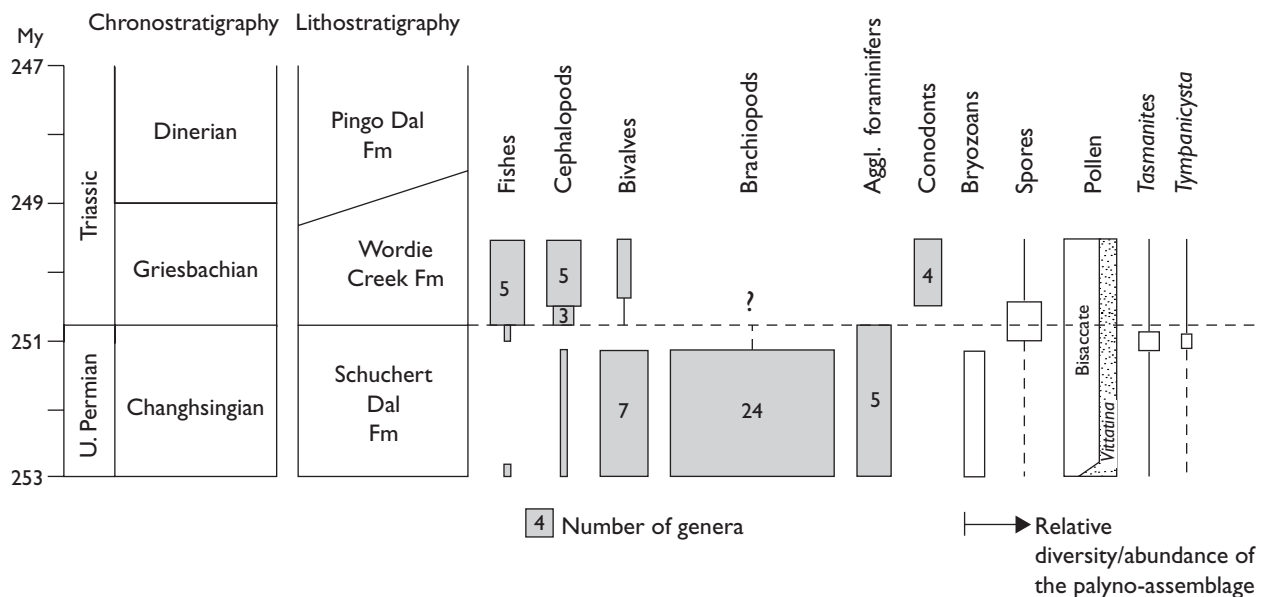 Chronostratigraphy
Lithostratigraphy
My
247
249
251
253
Triassic
U. Permian
Dinerian
Griesbachian
Changhsingian
Pingo Dal
Fm
Wordie
Creek Fm
Schuchert
Dal
Fm
Fishes
Cephalopods
Bivalves
Brachiopods
Aggl. foraminifers
Conodonts
Bryozoans
Spores
Pollen
Tasmanites
Tympanicysta
5
5
3
7
?
24
5
4
Bisaccate
Vittatina
4 Number of genera
Relative
diversity/abundance of
the palyno-assemblage